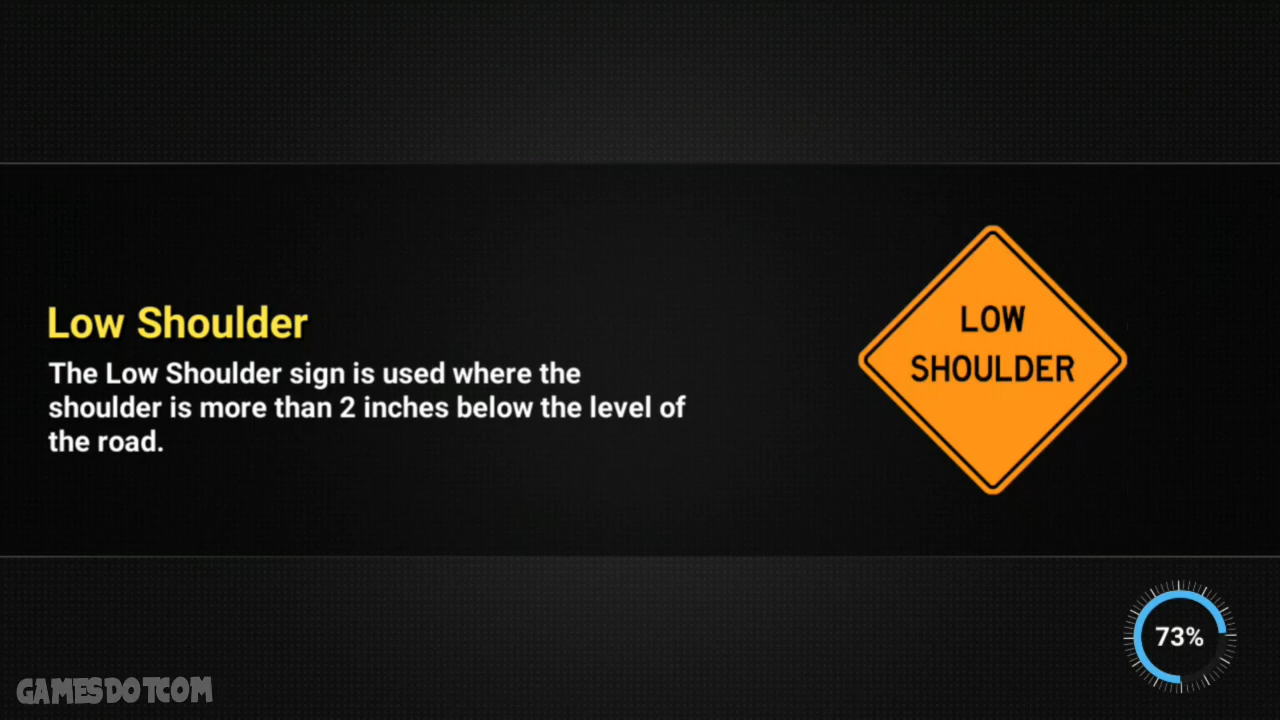 Low Shoulder
The Low Shoulder sign is used where the
shoulder is more than 2 inches below the level of
the road.
LOW
SHOULDER
73%
GAMESDOTCOM